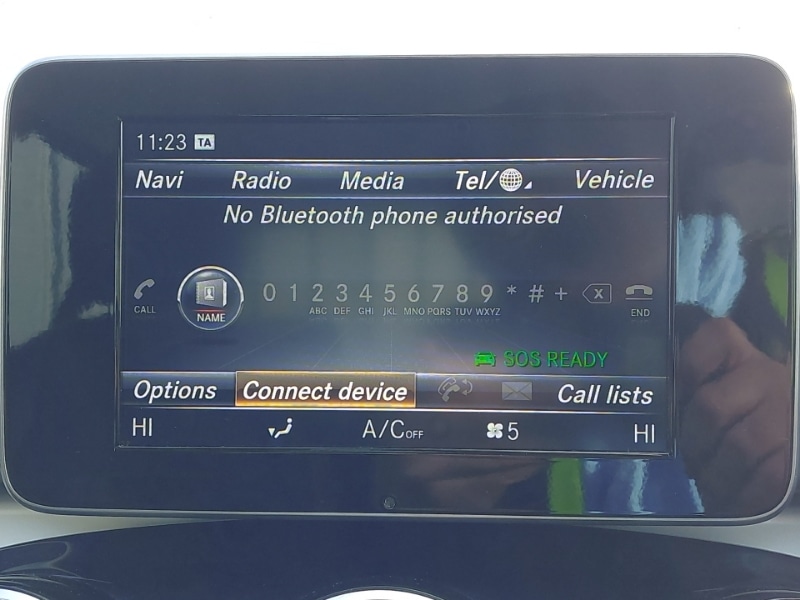 11:23 TA
Navi Radio Media Tel/ Vehicle
No Bluetooth phone authorised
0 1 2 3 4 5 6 7 8 9 * # +
CALL NAME ABC DEF GHI JKL MNO PQRS TUV WXYZ END
SOS READY
Options Connect device Call lists
HI A/C OFF 5 HI